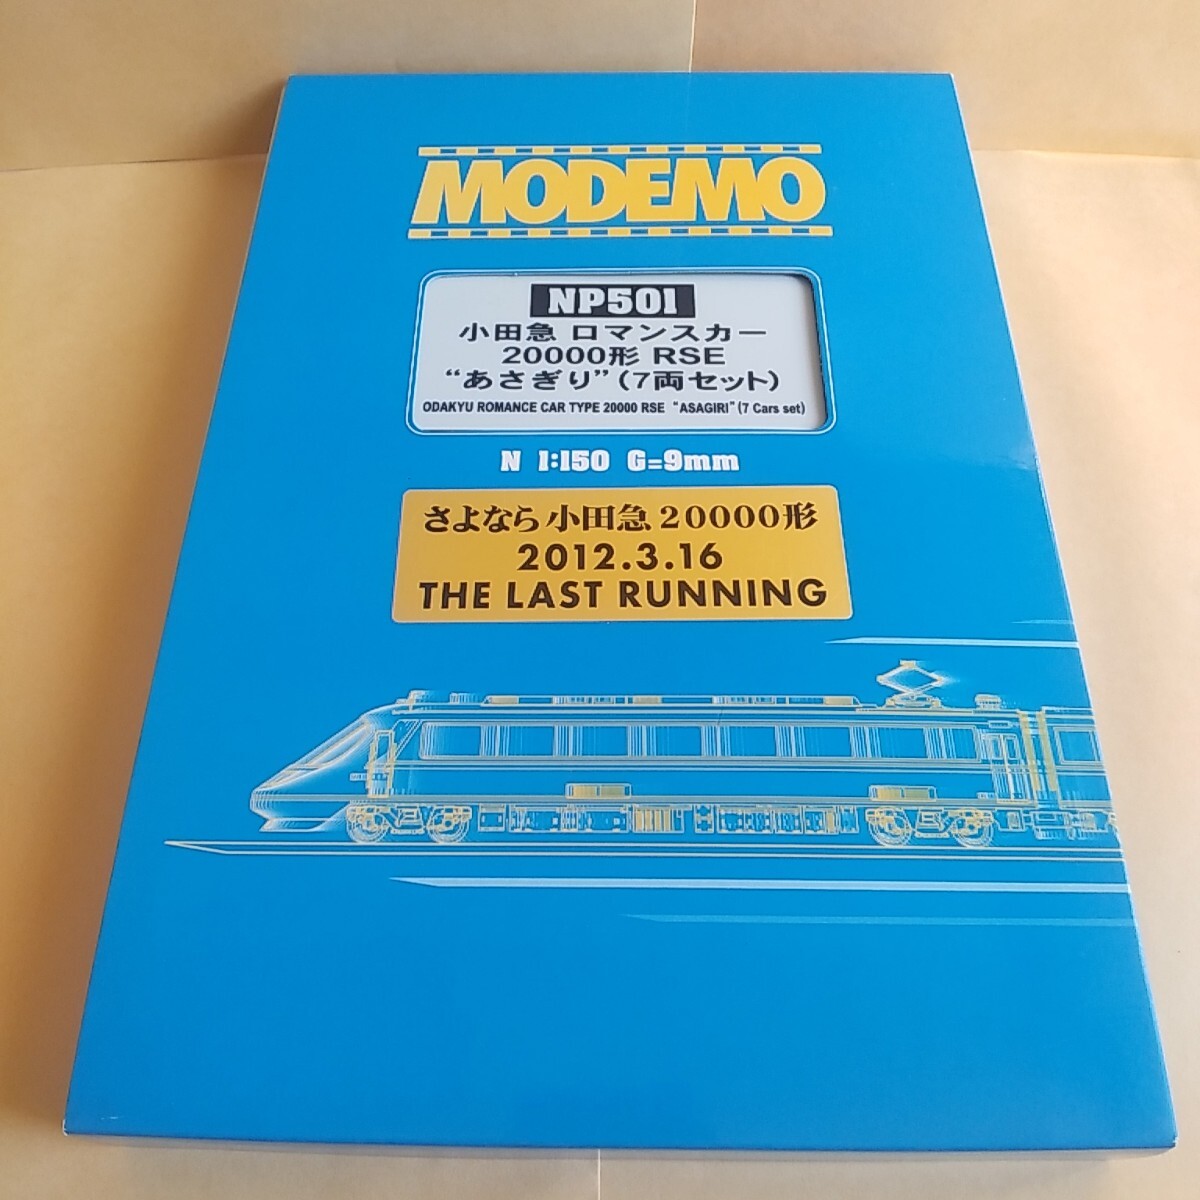 MODEMO
NP501
小田急 ロマンスカー
20000形 RSE
“あさぎり”(7両セット)
ODAKYU ROMANCE CAR TYPE 20000 RSE “ASAGIRI”(7 Cars set)
N 1:150 G=9mm
さよなら小田急20000形
2012.3.16
THE LAST RUNNING